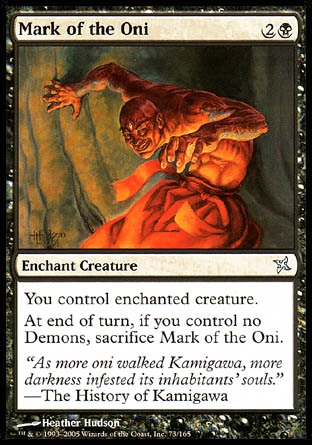 Mark of the Oni 2
Enchant Creature
You control enchanted creature.
At end of turn, if you control no
Demons, sacrifice Mark of the Oni.
“As more oni walked Kamigawa, more
darkness infested its inhabitants’ souls.”
—The History of Kamigawa
Heather Hudson
™ & © 1993–2005 Wizards of the Coast, Inc. 73/165